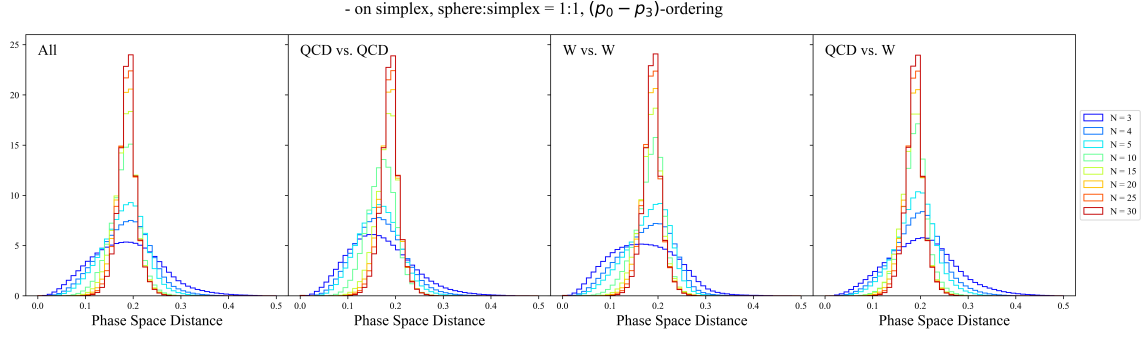 - on simplex, sphere:simplex = 1:1, (p₀ − p₃)-ordering
All
QCD vs. QCD
W vs. W
QCD vs. W
25
20
15
10
5
0
0.0 0.1 0.2 0.3 0.4 0.5
0.0 0.1 0.2 0.3 0.4 0.5
0.0 0.1 0.2 0.3 0.4 0.5
0.0 0.1 0.2 0.3 0.4 0.5
Phase Space Distance
Phase Space Distance
Phase Space Distance
Phase Space Distance
N = 3
N = 4
N = 5
N = 10
N = 15
N = 20
N = 25
N = 30